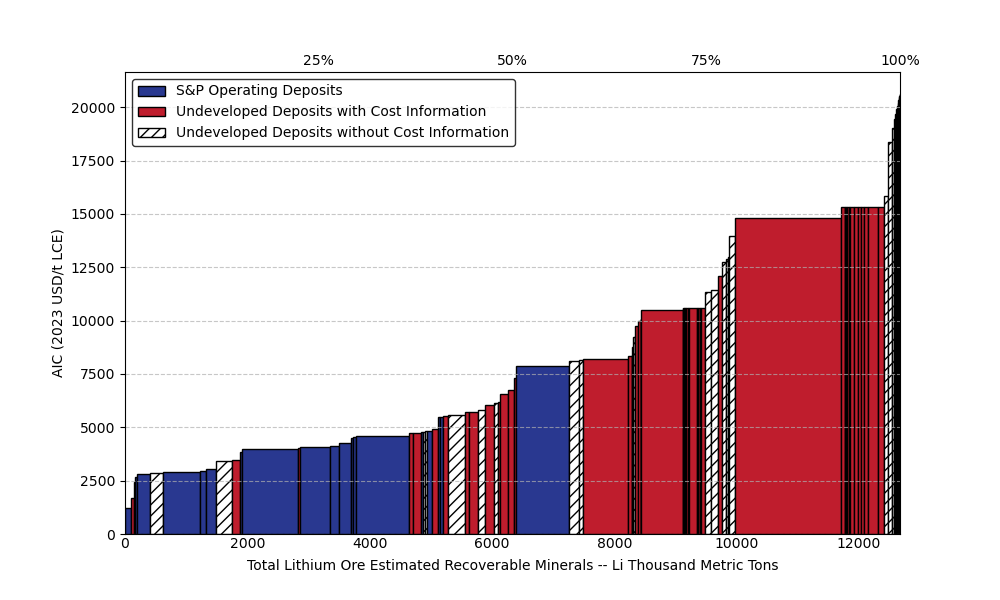 25% 50% 75% 100%
S&P Operating Deposits
Undeveloped Deposits with Cost Information
Undeveloped Deposits without Cost Information
20000
17500
15000
12500
10000
7500
5000
2500
0
AIC (2023 USD/t LCE)
0 2000 4000 6000 8000 10000 12000
Total Lithium Ore Estimated Recoverable Minerals -- Li Thousand Metric Tons